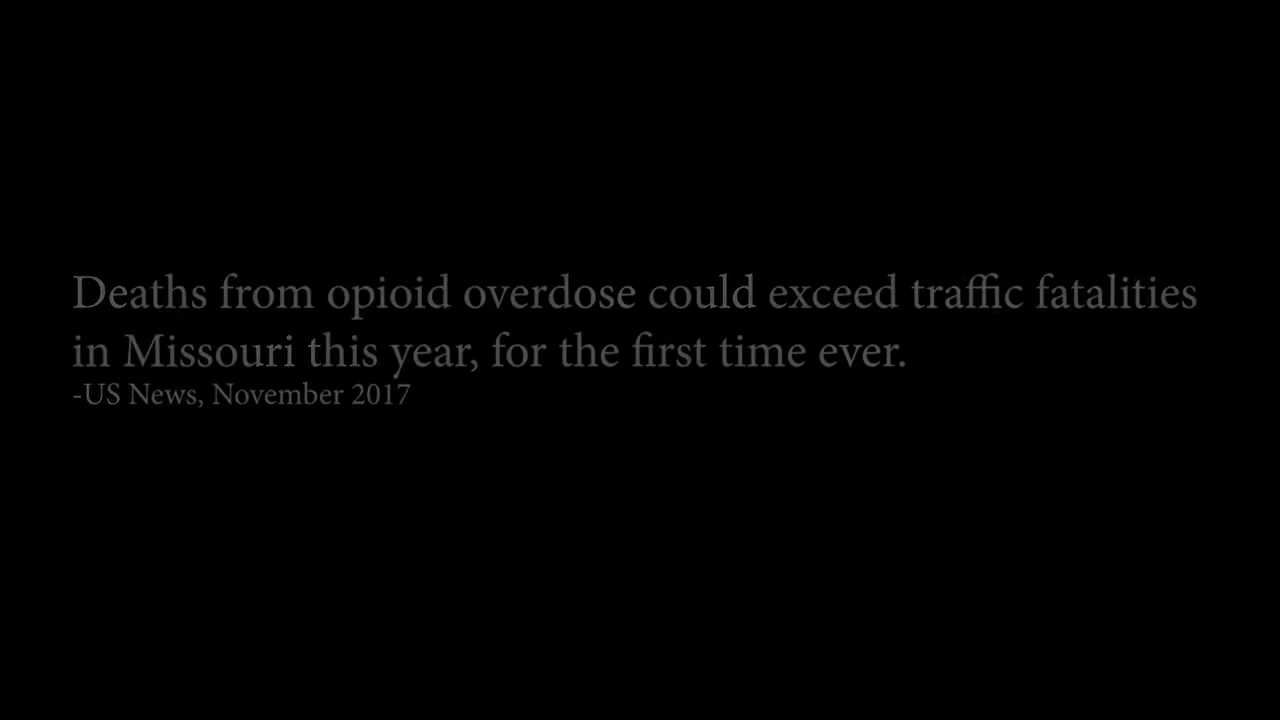 Deaths from opioid overdose could exceed traffic fatalities
in Missouri this year, for the first time ever.
-US News, November 2017